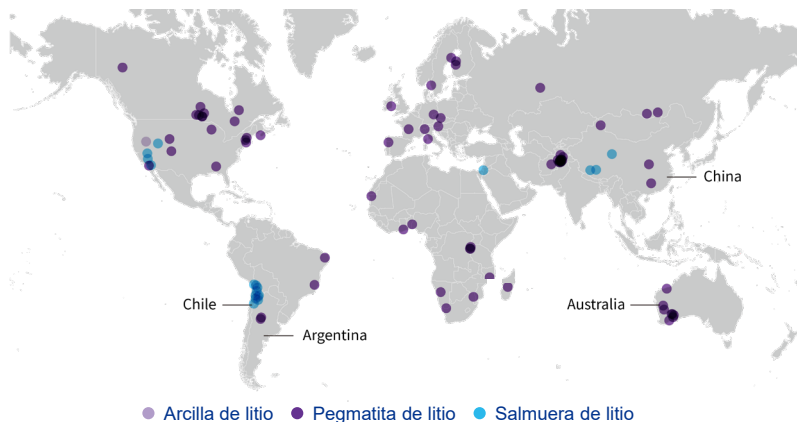 China
Chile
Australia
Argentina
Arcilla de litio Pegmatita de litio Salmuera de litio